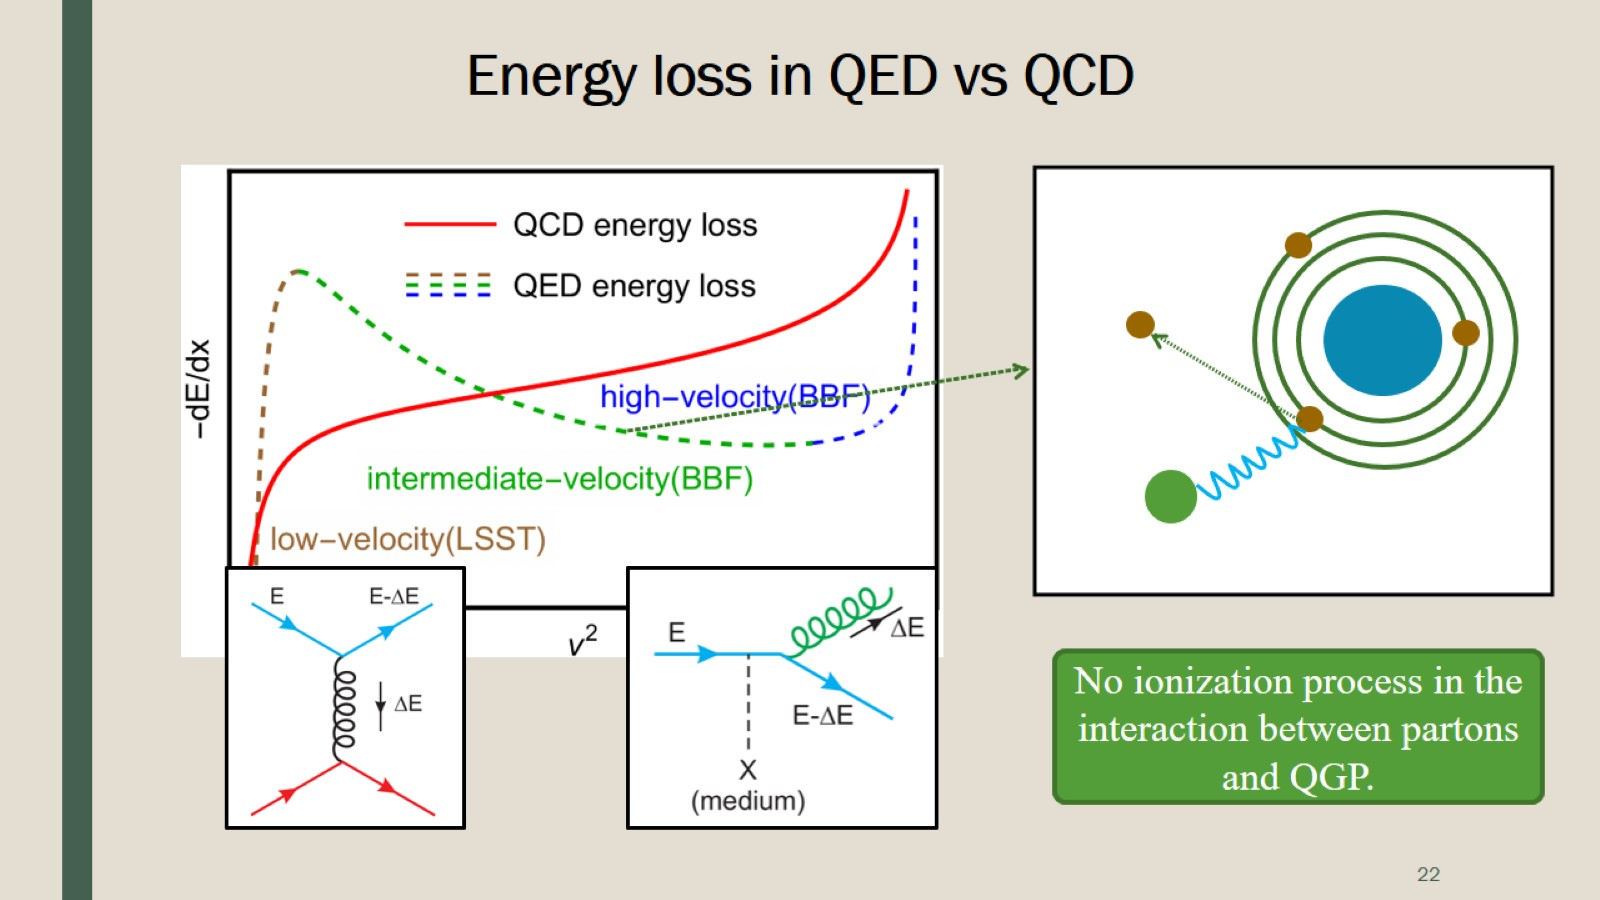 Energy loss in QED vs QCD
QCD energy loss
QED energy loss
-dE/dx
high-velocity(BBF)
intermediate-velocity(BBF)
low-velocity(LSST)
v²
E
E-ΔE
ΔE
E
ΔE
E-ΔE
X
(medium)
No ionization process in the
interaction between partons
and QGP.
22